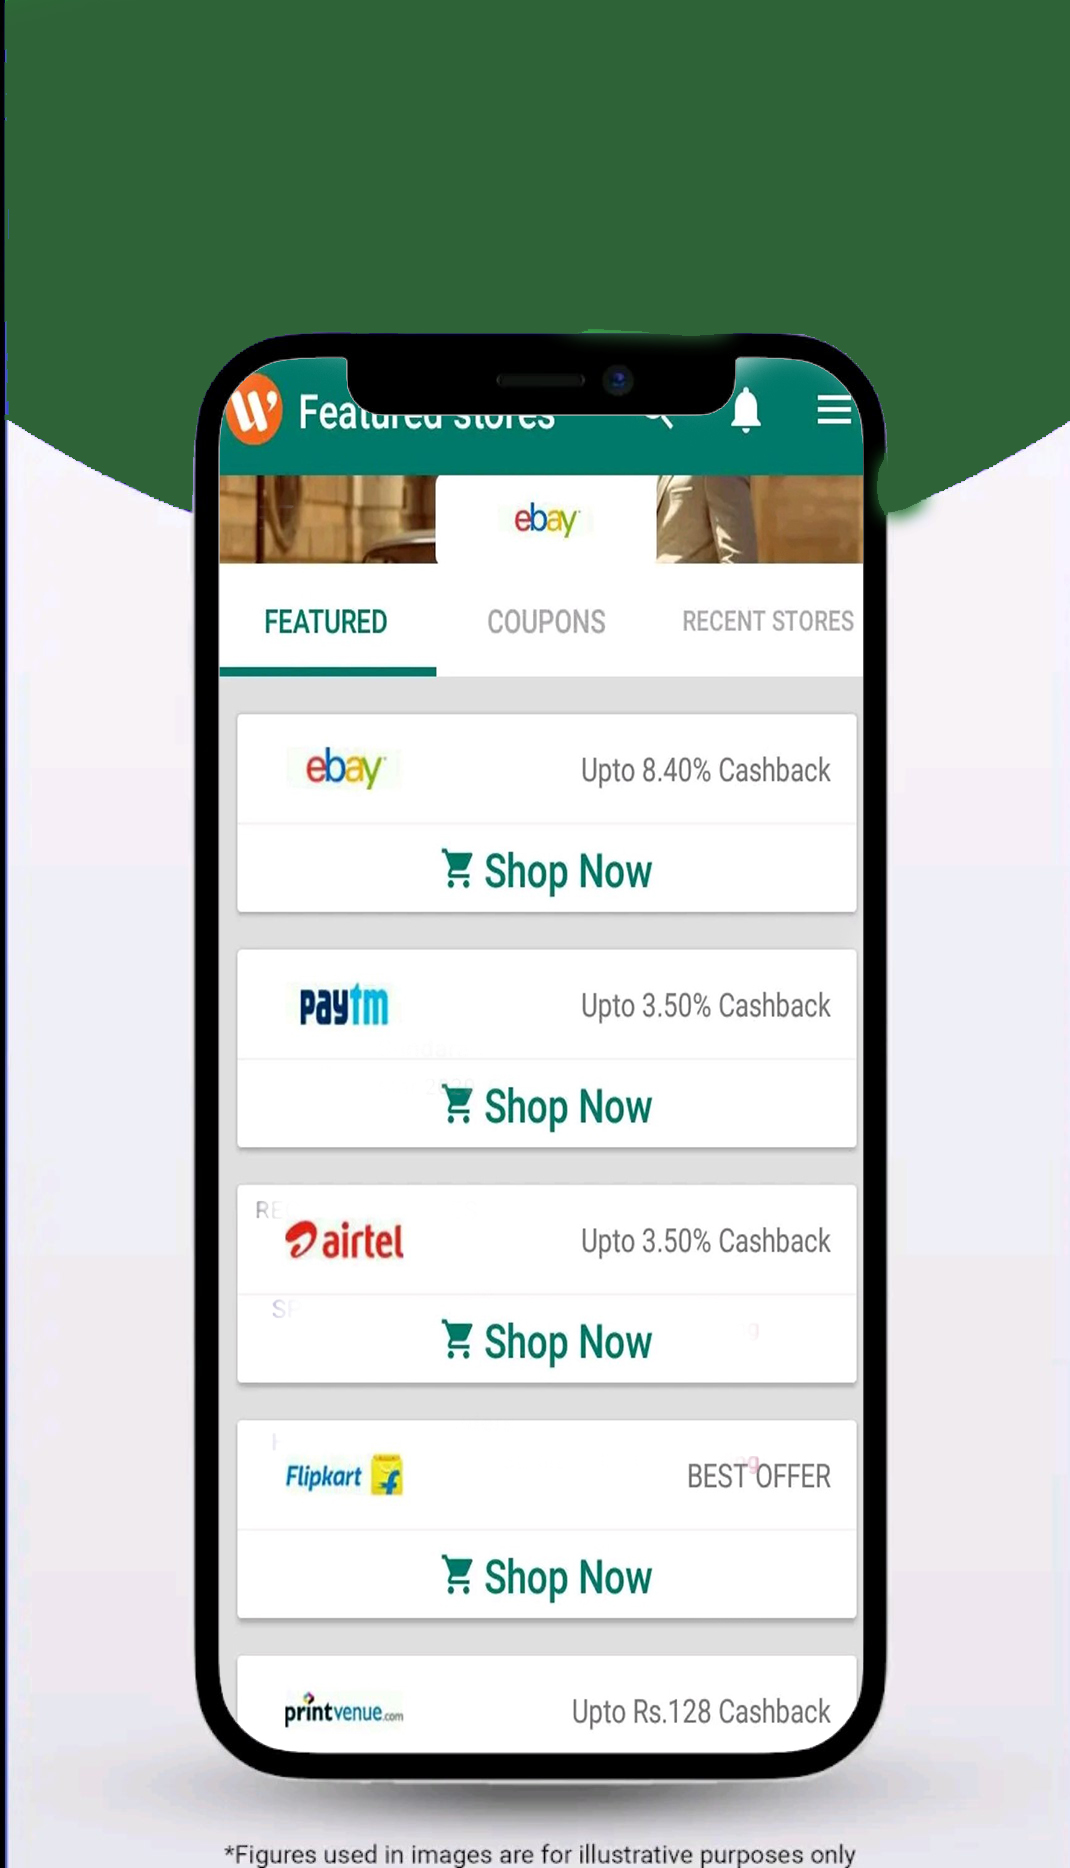 Featured stores
ebay
FEATURED COUPONS RECENT STORES
ebay Upto 8.40% Cashback
Shop Now
paytm Upto 3.50% Cashback
Shop Now
RE
airtel Upto 3.50% Cashback
Shop Now
Flipkart BEST OFFER
Shop Now
printvenue.com Upto Rs.128 Cashback
*Figures used in images are for illustrative purposes only